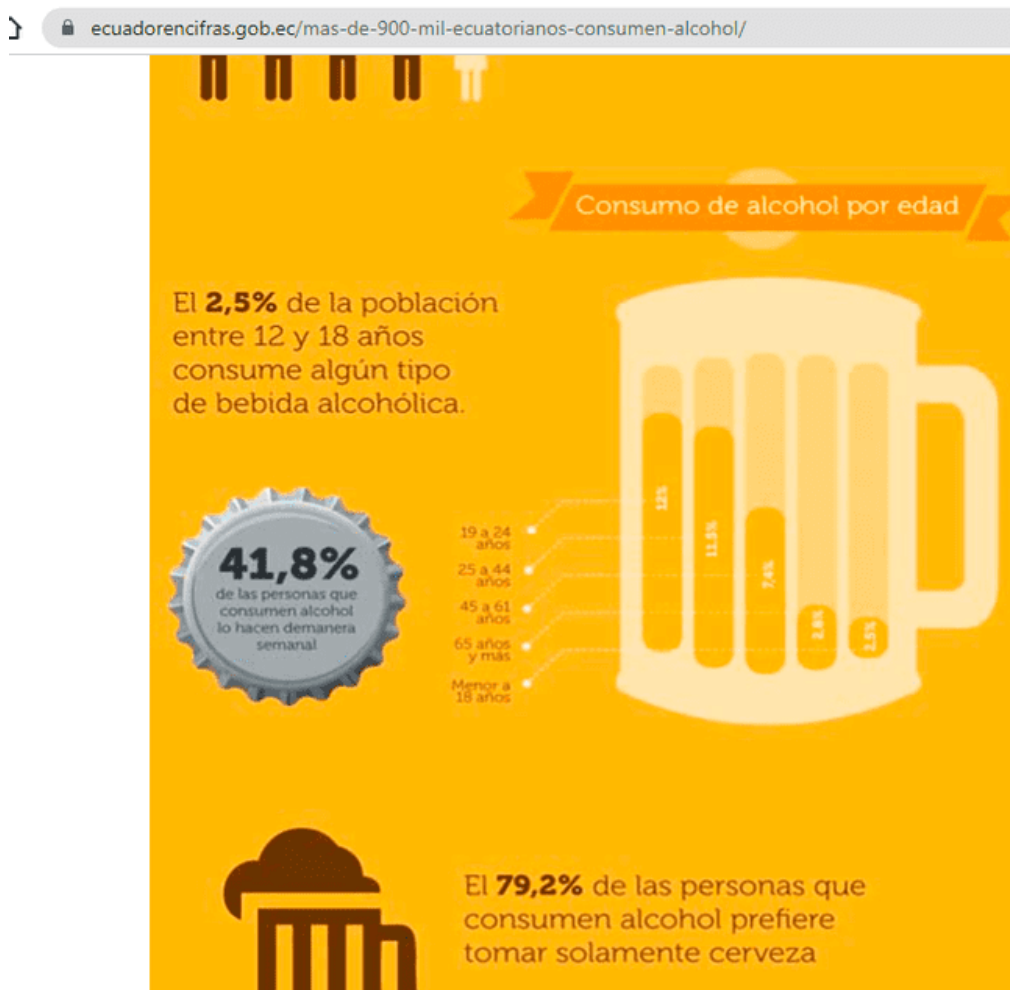 ecuadorencifras.gob.ec/mas-de-900-mil-ecuatorianos-consumen-alcohol/
Consumo de alcohol por edad
El 2,5% de la población
entre 12 y 18 años
consume algún tipo
de bebida alcohólica.
41,8%
de las personas que
consumen alcohol
lo hacen demanera
semanal
19 a 24
años
25 a 44
años
45 a 61
años
65 años
y más
Menor a
18 años
12%
11,5%
7,4%
2,8%
2,5%
El 79,2% de las personas que
consumen alcohol prefiere
tomar solamente cerveza